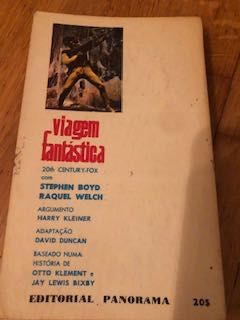 viagem
fantástica
20th CENTURY-FOX
com
STEPHEN BOYD
RAQUEL WELCH
ARGUMENTO
HARRY KLEINER
ADAPTAÇÃO
DAVID DUNCAN
BASEADO NUMA
HISTÓRIA DE
OTTO KLEMENT e
JAY LEWIS BIXBY
EDITORIAL PANORAMA 20$